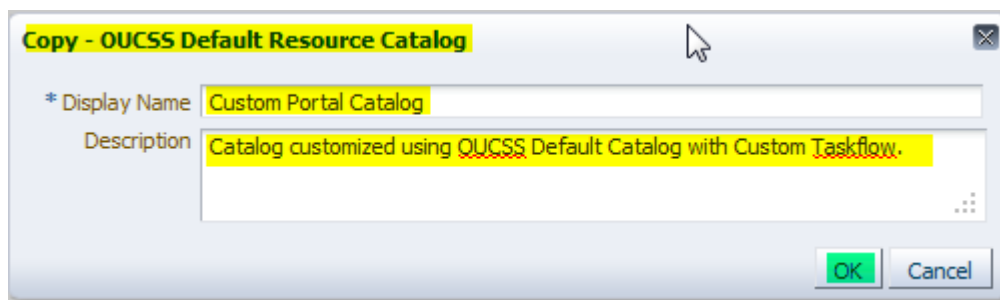 Copy - OUCSS Default Resource Catalog
* Display Name Custom Portal Catalog
Description Catalog customized using OUCSS Default Catalog with Custom Taskflow.
OK Cancel